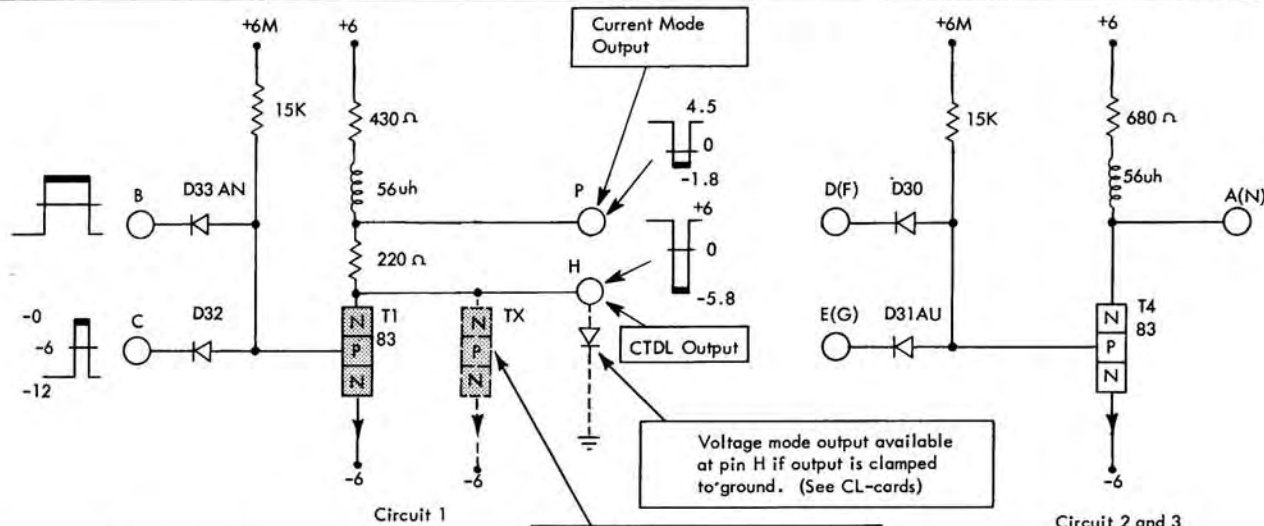 +6M
+6
Current Mode
Output
+6M
+6
15K
430 Ω
4.5
0
-1.8
15K
680 Ω
B
D33 AN
56uh
P
D(F)
D30
56uh
A(N)
220 Ω
H
+6
0
-5.8
-0
-6
-12
C
D32
T1
83
N
P
N
TX
N
P
N
CTDL Output
E(G)
D31AU
T4
83
N
P
N
Voltage mode output available
at pin H if output is clamped
to ground. (See CL-cards)
-6
-6
-6
Circuit 1
Circuit 2 and 3